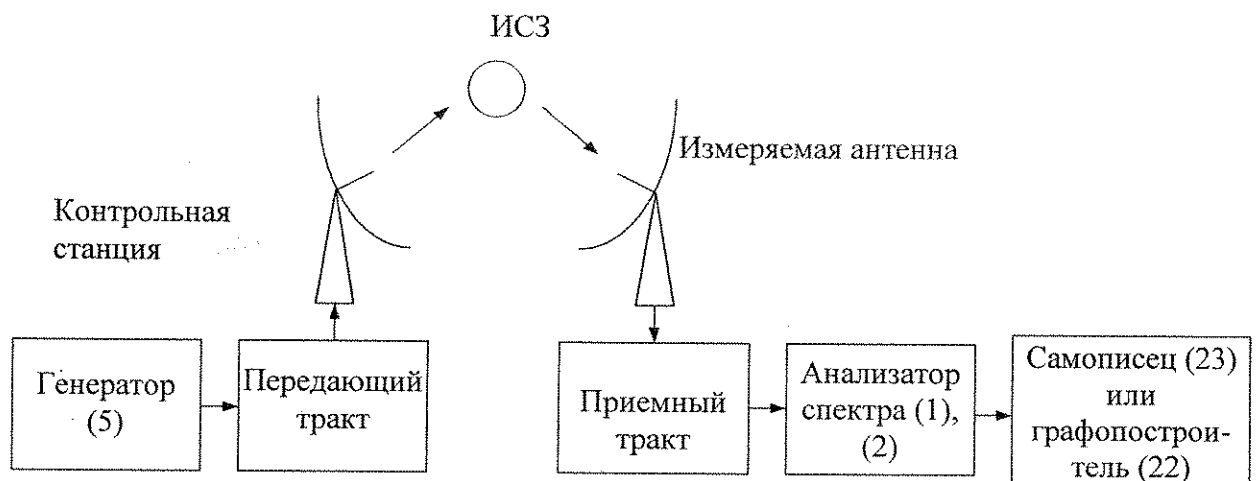 ИСЗ
Измеряемая антенна
Контрольная
станция
Генератор
(5)
Передающий
тракт
Приемный
тракт
Анализатор
спектра (1),
(2)
Самописец (23)
или
графопострои-
тель (22)